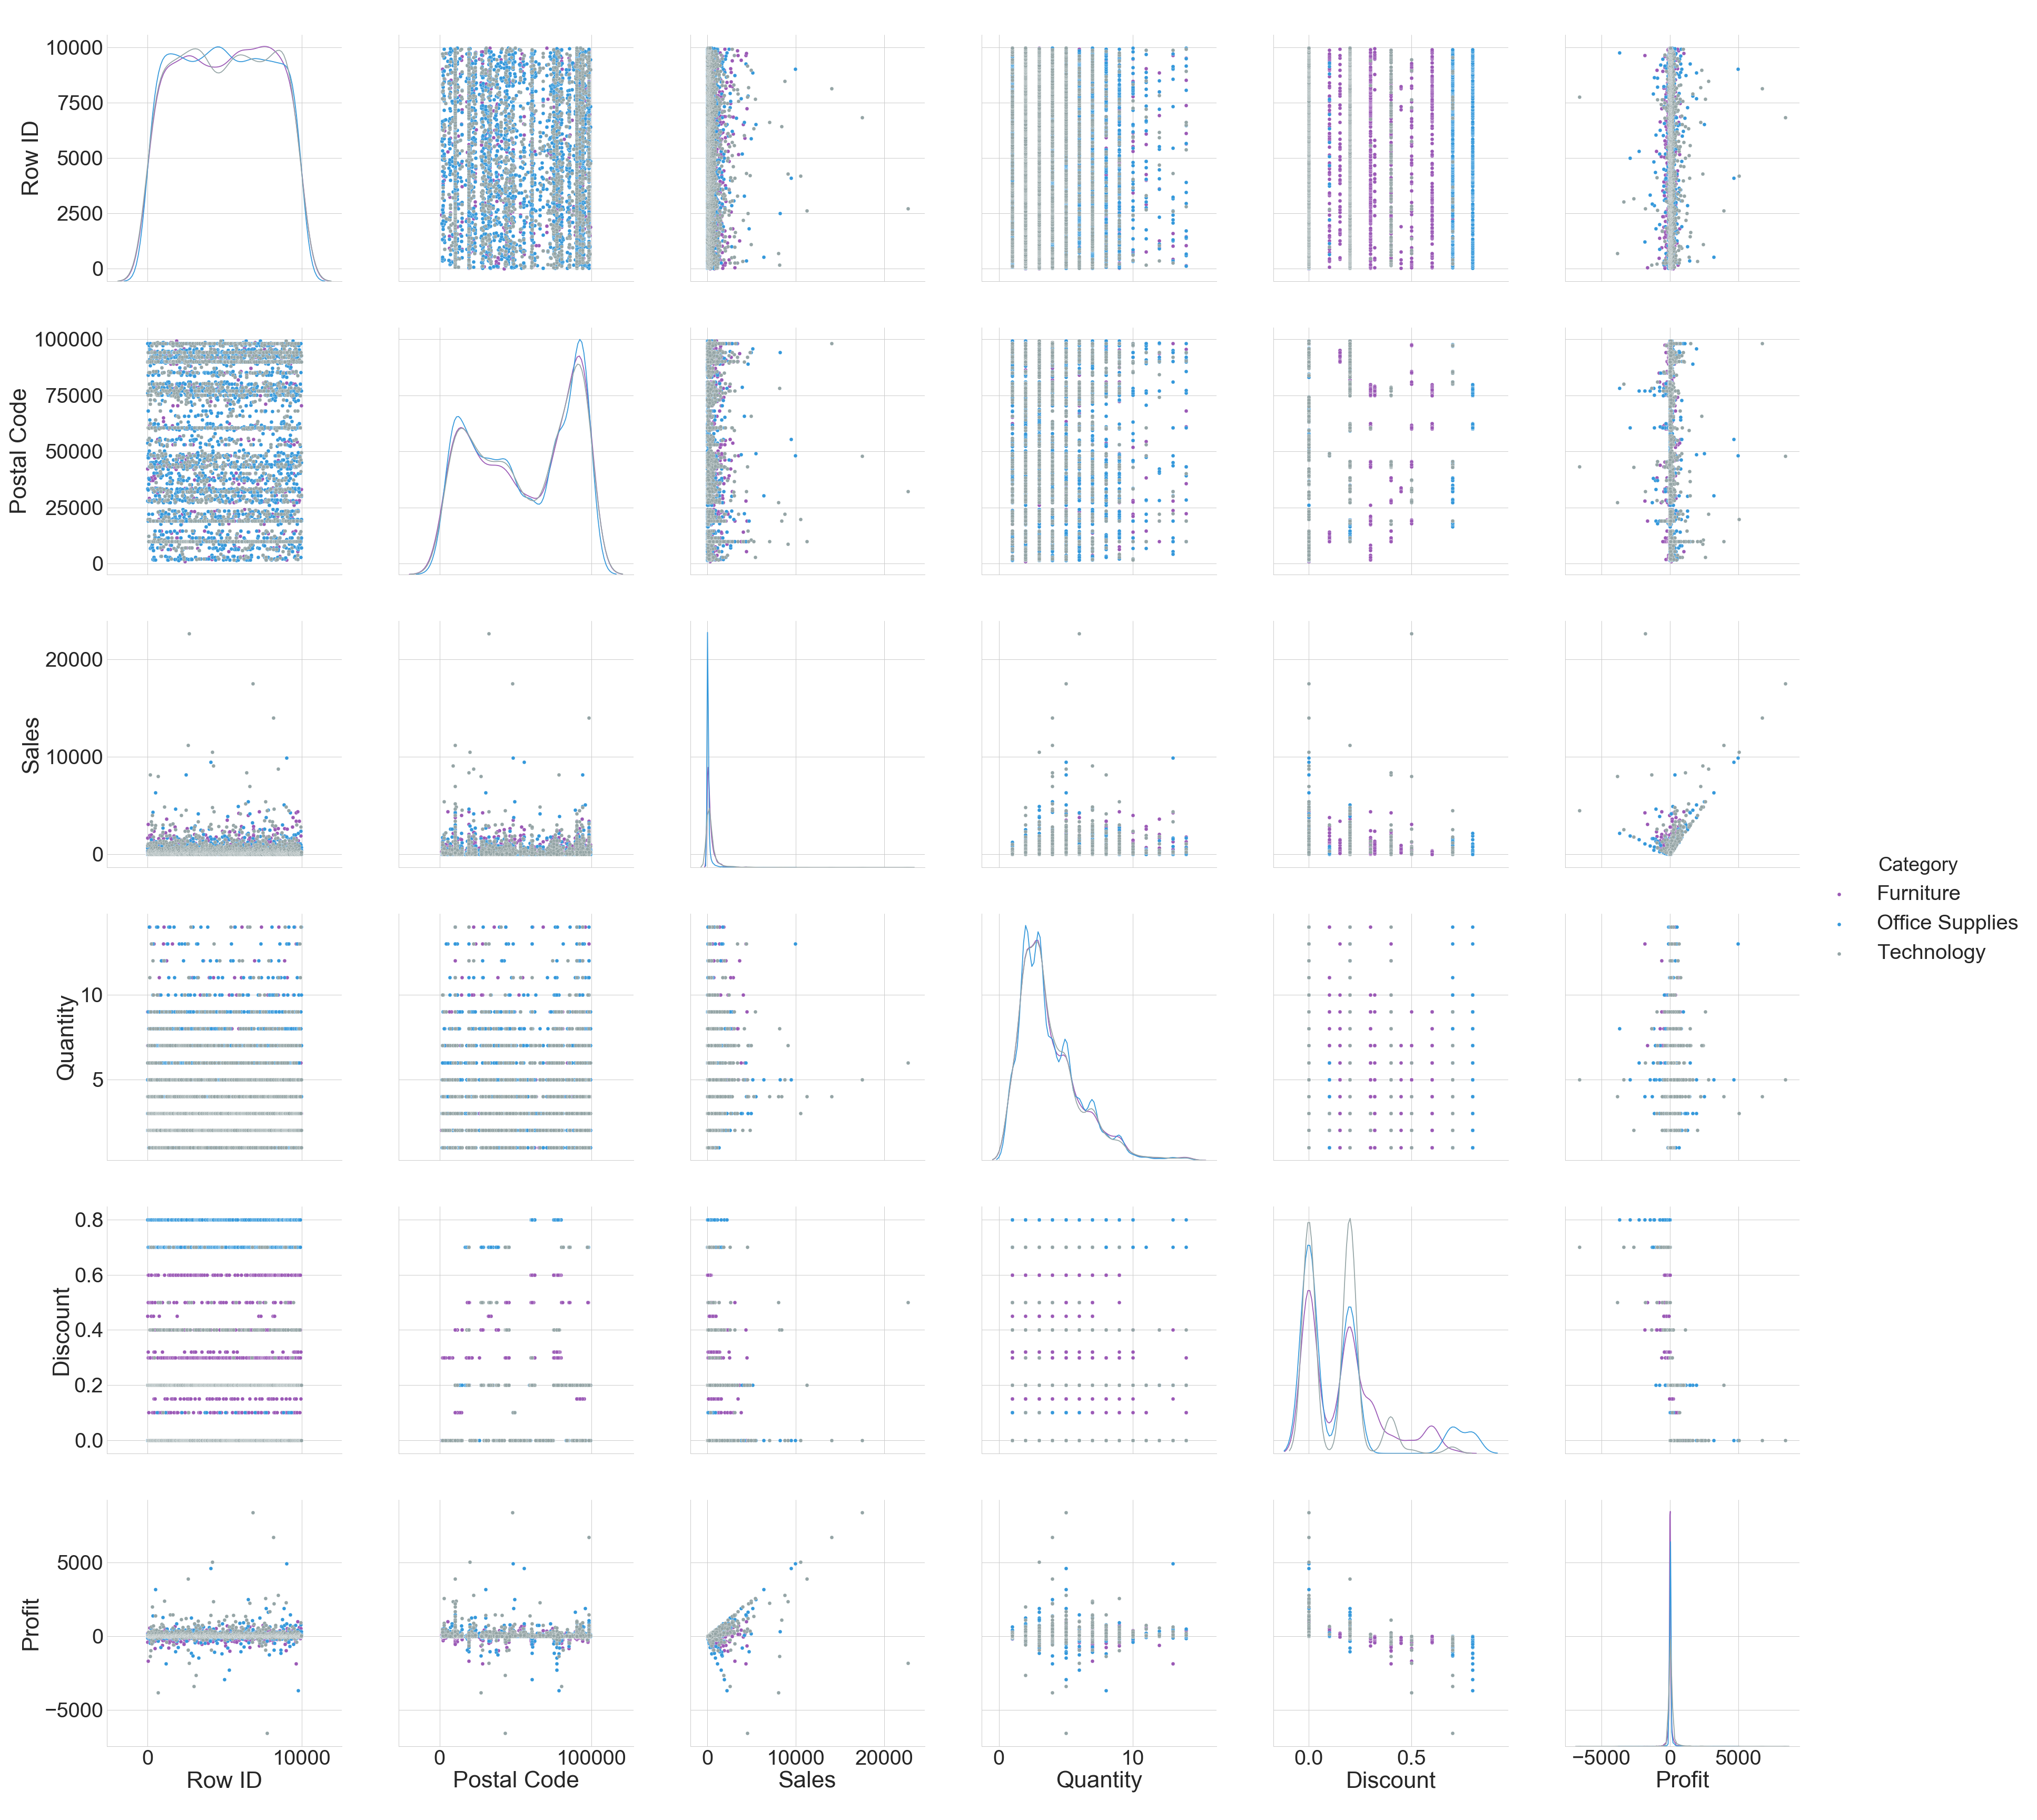 10000
7500
5000
2500
0
Row ID
100000
75000
50000
25000
0
Postal Code
20000
10000
0
Sales
10
5
Quantity
0.8
0.6
0.4
0.2
0.0
Discount
5000
0
−5000
Profit
0 10000
Row ID
0 100000
Postal Code
0 10000 20000
Sales
0 10
Quantity
0.0 0.5
Discount
−5000 0 5000
Profit
Category
Furniture
Office Supplies
Technology